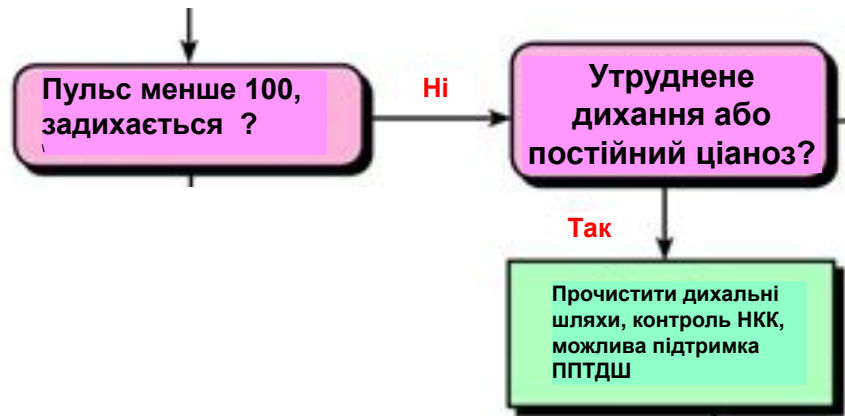 Пульс менше 100,
задихається ?
\
Ні
Утруднене
дихання або
постійний ціаноз?
Так
Прочистити дихальні
шляхи, контроль НКК,
можлива підтримка
ППТДШ